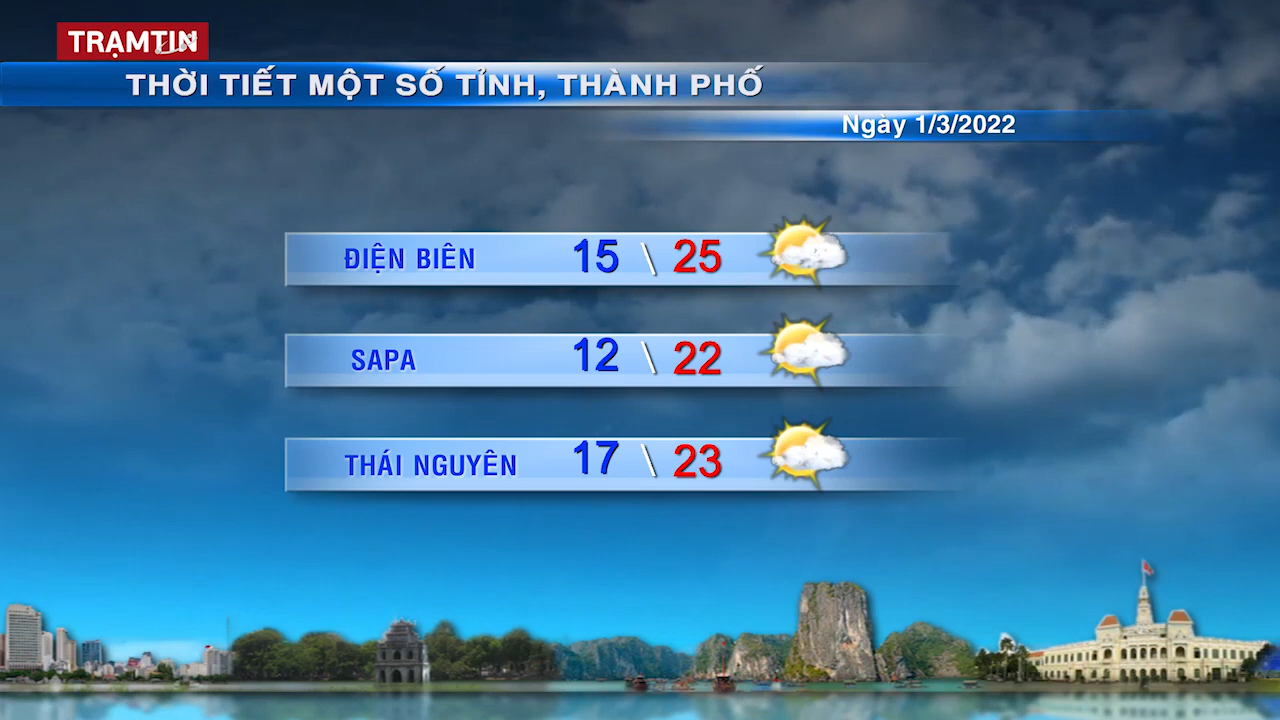 TRẠMTIN
THỜI TIẾT MỘT SỐ TỈNH, THÀNH PHỐ
Ngày 1/3/2022
ĐIỆN BIÊN 15 \ 25
SAPA 12 \ 22
THÁI NGUYÊN 17 \ 23